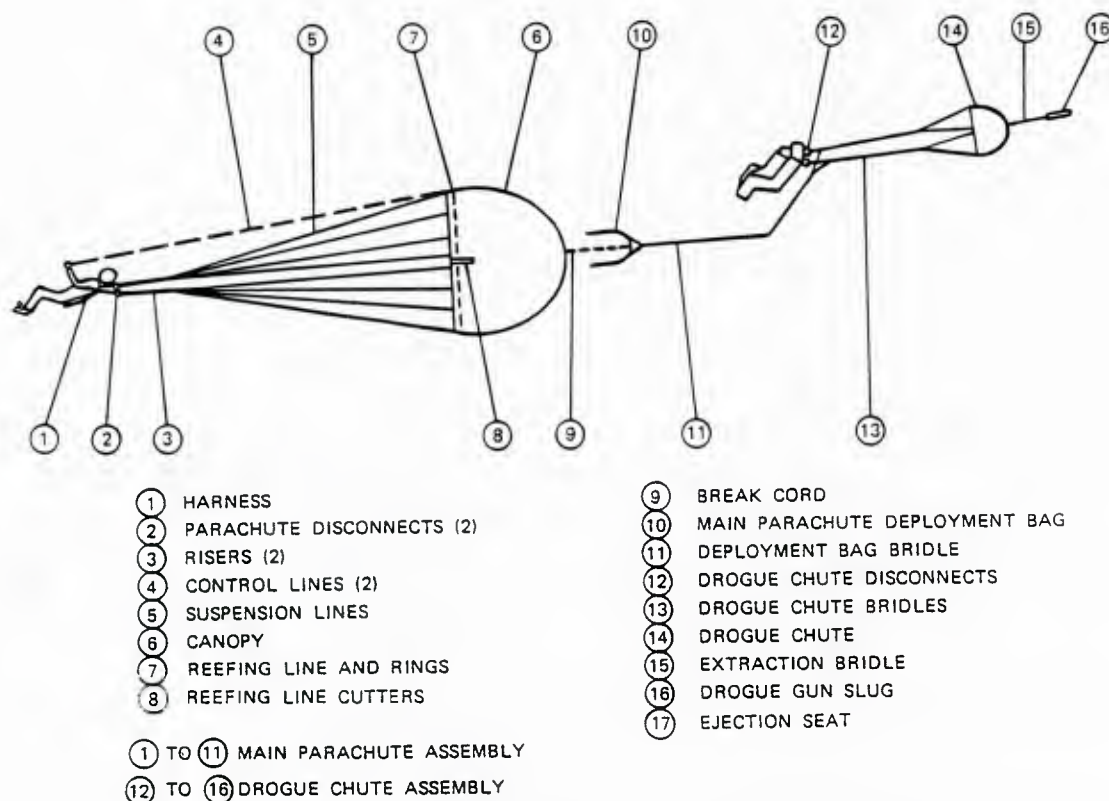 4 5 7 6 10 12 14 15 16
1 2 3 8 9 11 13
1 HARNESS
2 PARACHUTE DISCONNECTS (2)
3 RISERS (2)
4 CONTROL LINES (2)
5 SUSPENSION LINES
6 CANOPY
7 REEFING LINE AND RINGS
8 REEFING LINE CUTTERS
1 TO 11 MAIN PARACHUTE ASSEMBLY
12 TO 16 DROGUE CHUTE ASSEMBLY
9 BREAK CORD
10 MAIN PARACHUTE DEPLOYMENT BAG
11 DEPLOYMENT BAG BRIDLE
12 DROGUE CHUTE DISCONNECTS
13 DROGUE CHUTE BRIDLES
14 DROGUE CHUTE
15 EXTRACTION BRIDLE
16 DROGUE GUN SLUG
17 EJECTION SEAT